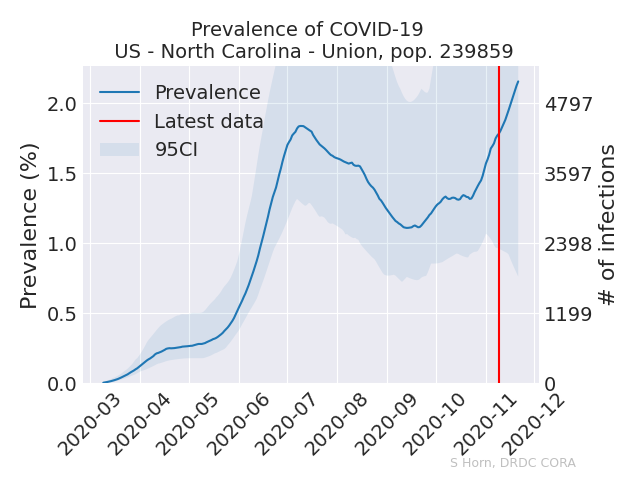 Prevalence of COVID-19
US - North Carolina - Union, pop. 239859
Prevalence
Latest data
95CI
Prevalence (%)
2.0
1.5
1.0
0.5
0.0
4797
3597
2398
1199
0
# of infections
2020-03
2020-04
2020-05
2020-06
2020-07
2020-08
2020-09
2020-10
2020-11
2020-12
S Horn, DRDC CORA